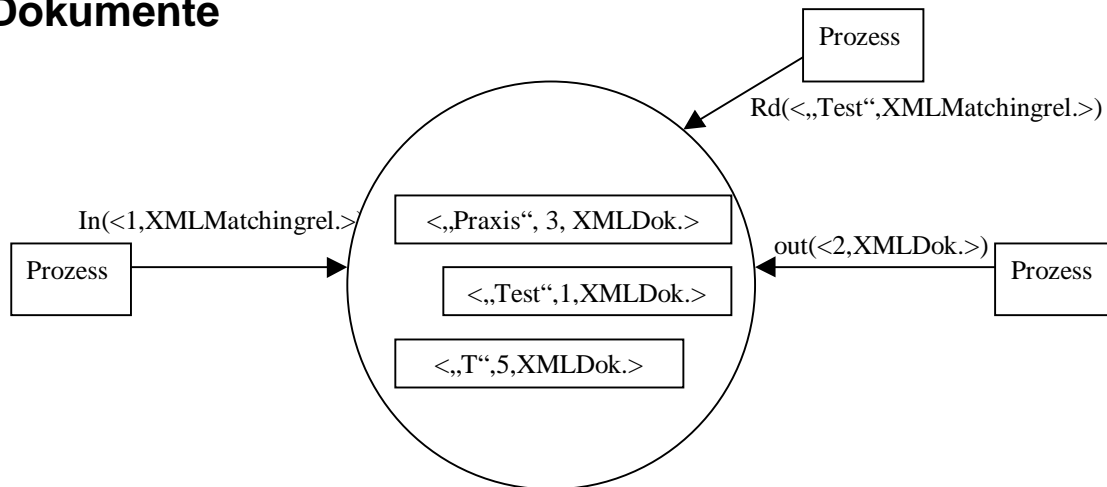 Dokumente
Prozess
Rd(<„Test“,XMLMatchingrel.>)
In(<1,XMLMatchingrel.>
<„Praxis“, 3, XMLDok.>
out(<2,XMLDok.>)
Prozess
Prozess
<„Test“,1,XMLDok.>
<„T“,5,XMLDok.>